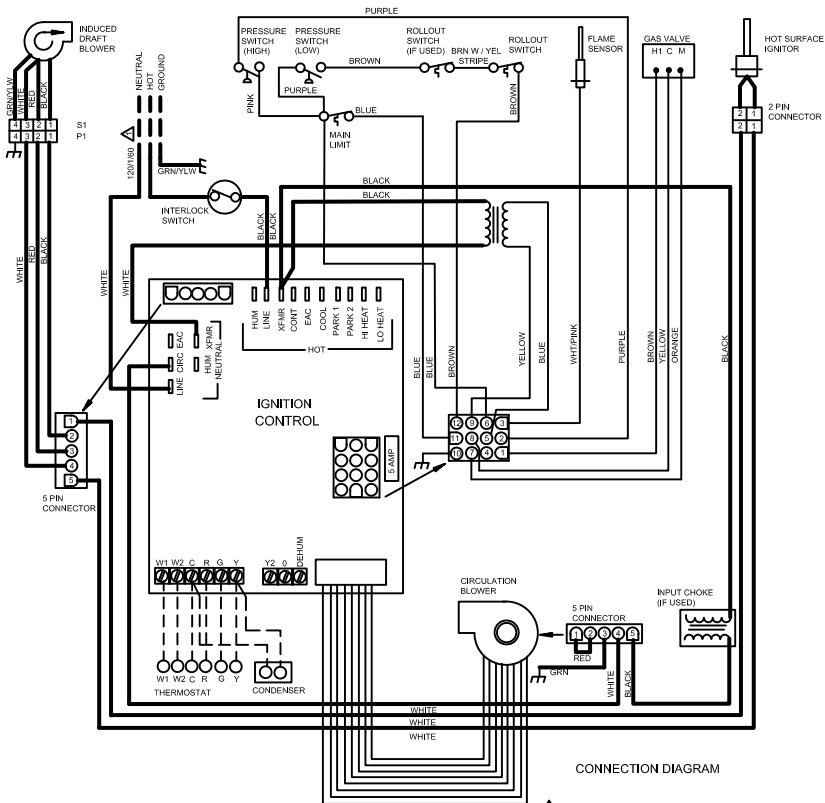 PURPLE
INDUCED
DRAFT
BLOWER
GRN/YLW
WHITE
RED
BLACK
4 3 2 1
4 3 2 1
S1
P1
NEUTRAL
HOT
GROUND
1
120/1/60
GRN/YLW
INTERLOCK
SWITCH
PRESSURE
SWITCH
(HIGH)
PRESSURE
SWITCH
(LOW)
ROLLOUT
SWITCH
(IF USED)
BRN W / YEL
STRIPE
ROLLOUT
SWITCH
BROWN
PURPLE
PINK
BLUE
MAIN
LIMIT
BROWN
FLAME
SENSOR
GAS VALVE
H1 C M
HOT SURFACE
IGNITOR
2 1
2 1
2 PIN
CONNECTOR
BLACK
BLACK
BLACK
BLACK
WHITE
RED
BLACK
WHITE
WHITE
HUM
LINE
XFMR
CONT
EAC
COOL
PARK 1
PARK 2
HI HEAT
LO HEAT
HOT
EAC
XFMR
CIRC
HUM
LINE
NEUTRAL
IGNITION
CONTROL
5 AMP
BLUE
BLUE
BROWN
YELLOW
BLUE
WHT/PINK
PURPLE
BROWN
YELLOW
ORANGE
BLACK
12 9 6 3
11 8 5 2
10 7 4 1
1
2
3
4
5
5 PIN
CONNECTOR
W1 W2 C R G Y
Y2 0 DEHUM
W1 W2 C R G Y
THERMOSTAT
CONDENSER
CIRCULATION
BLOWER
5 PIN
CONNECTOR
1 2 3 4 5
RED
GRN
WHITE
BLACK
INPUT CHOKE
(IF USED)
WHITE
WHITE
WHITE
CONNECTION DIAGRAM